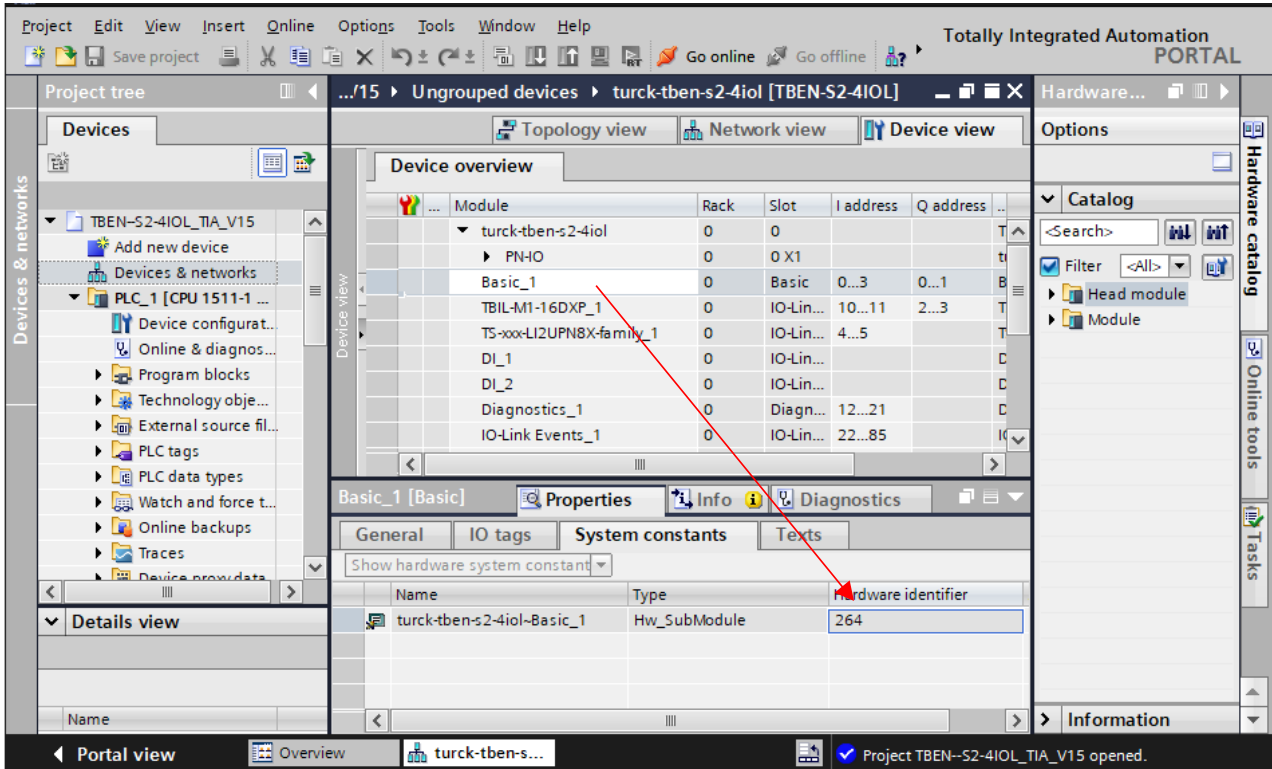 Project Edit View Insert Online Options Tools Window Help
Totally Integrated Automation
PORTAL
Save project Go online Go offline
Project tree
.../15 Ungrouped devices turck-tben-s2-4iol [TBEN-S2-4IOL]
Hardware...
Devices
Topology view Network view Device view
Options
Device overview
... Module Rack Slot I address Q address ...
turck-tben-s2-4iol 0 0 T
PN-IO 0 0 X1
Basic_1 0 Basic 0...3 0...1 B
TBIL-M1-16DXP_1 0 IO-Lin... 10...11 2...3 T
TS-xxx-LI2UPN8X-family_1 0 IO-Lin... 4...5 T
DI_1 0 IO-Lin... D
DI_2 0 IO-Lin... D
Diagnostics_1 0 Diagn... 12...21 D
IO-Link Events_1 0 IO-Lin... 22...85
Catalog
<Search>
Filter <All>
Head module
Module
TBEN--S2-4IOL_TIA_V15
Add new device
Devices & networks
PLC_1 [CPU 1511-1 ...
Device configurat...
Online & diagnos...
Program blocks
Technology obje...
External source fil...
PLC tags
PLC data types
Watch and force t...
Online backups
Traces
Device proxy data
Devices & networks
Device view
Hardware catalog
Online tools
Tasks
Basic_1 [Basic] Properties Info Diagnostics
General IO tags System constants Texts
Show hardware system constant
Name Type Hardware identifier
turck-tben-s2-4iol~Basic_1 Hw_SubModule 264
Details view
Name
Information
Portal view Overview turck-tben-s... Project TBEN--S2-4IOL_TIA_V15 opened.